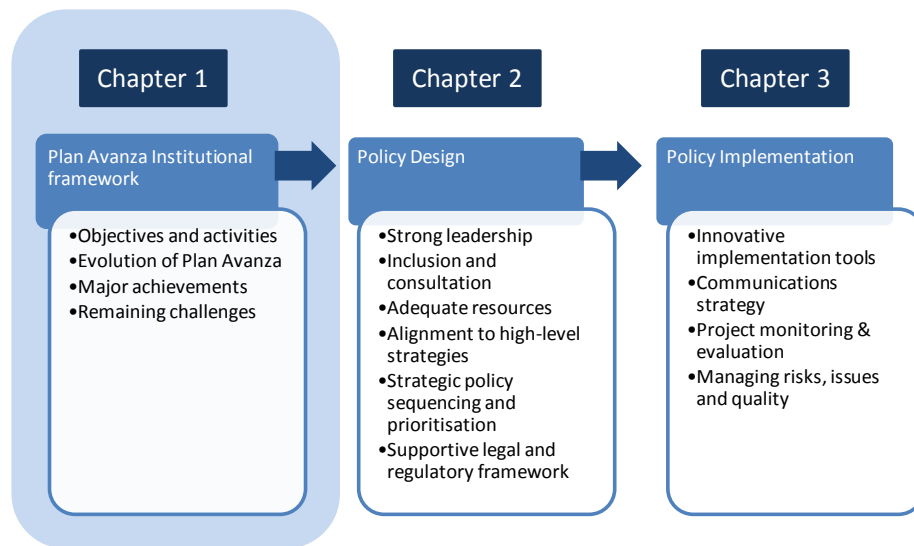 Chapter 1
Plan Avanza Institutional
framework
•Objectives and activities
•Evolution of Plan Avanza
•Major achievements
•Remaining challenges
Chapter 2
Policy Design
•Strong leadership
•Inclusion and
consultation
•Adequate resources
•Alignment to high-level
strategies
•Strategic policy
sequencing and
prioritisation
•Supportive legal and
regulatory framework
Chapter 3
Policy Implementation
•Innovative
implementation tools
•Communications
strategy
•Project monitoring &
evaluation
•Managing risks, issues
and quality